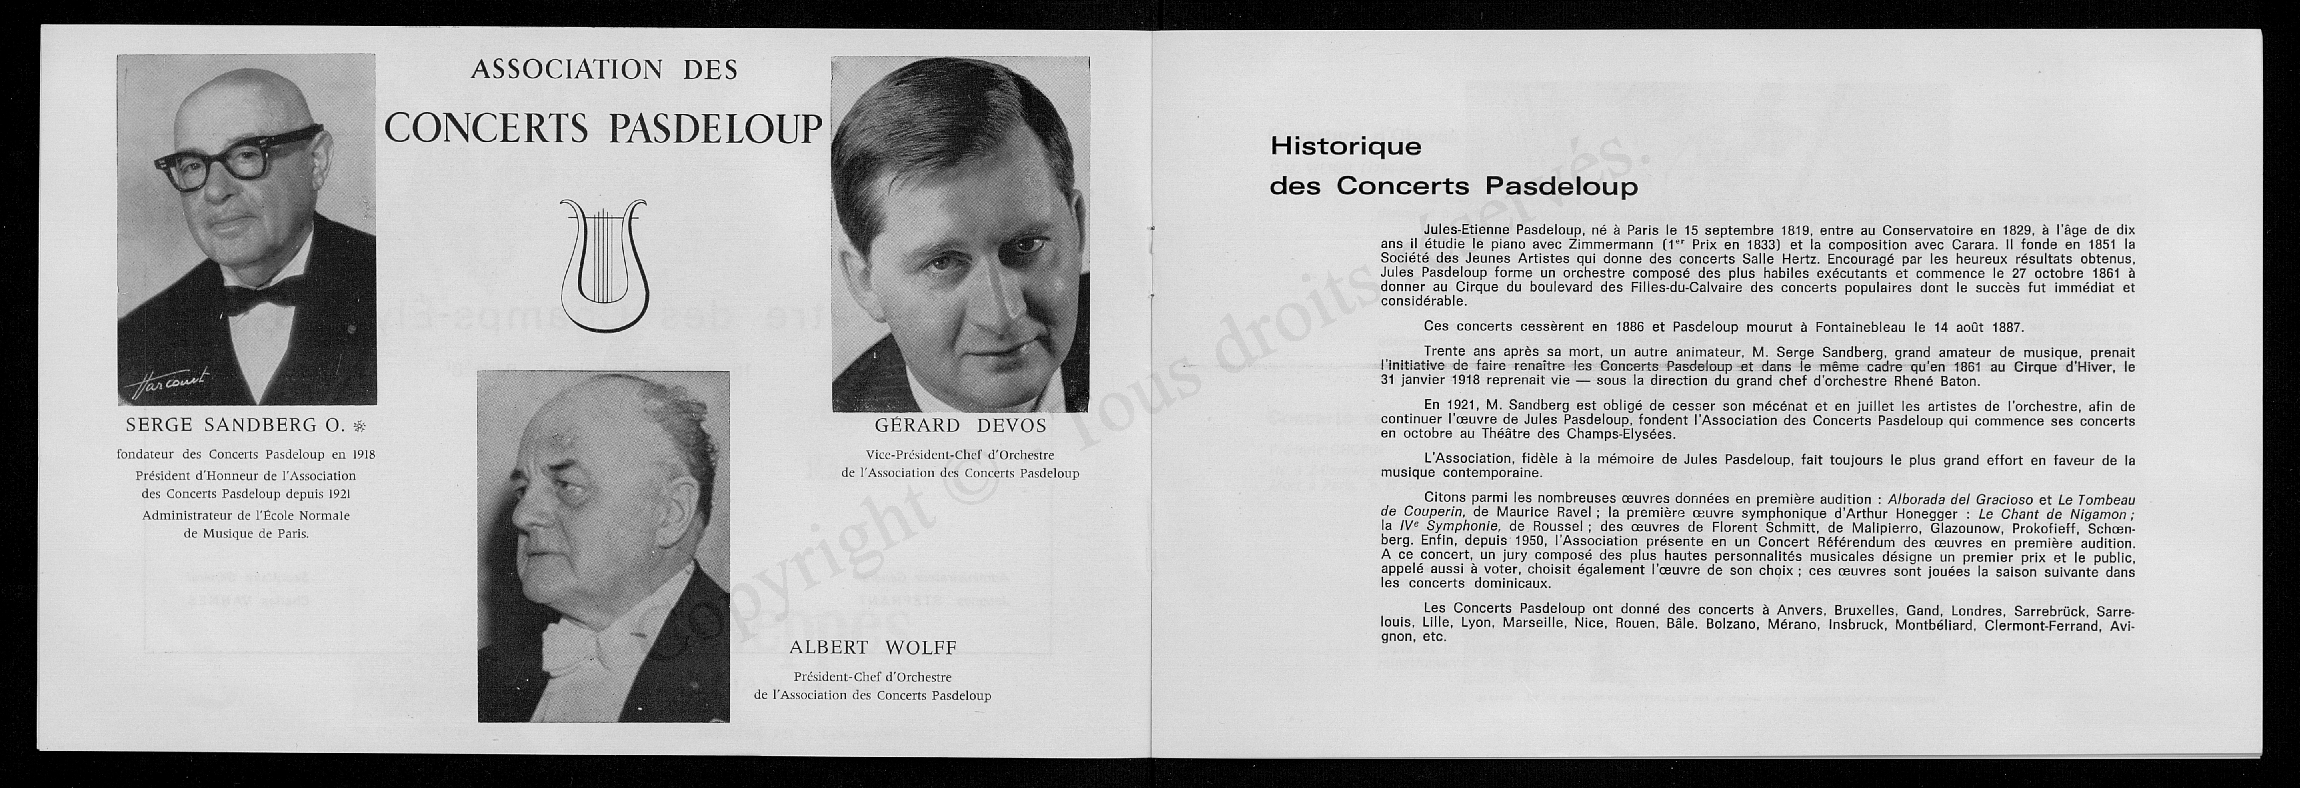 ASSOCIATION DES
CONCERTS PASDELOUP
Harcourt
SERGE SANDBERG O. ❊
fondateur des Concerts Pasdeloup en 1918
Président d'Honneur de l'Association
des Concerts Pasdeloup depuis 1921
Administrateur de l'École Normale
de Musique de Paris.
GÉRARD DEVOS
Vice-Président-Chef d'Orchestre
de l'Association des Concerts Pasdeloup
ALBERT WOLFF
Président-Chef d'Orchestre
de l'Association des Concerts Pasdeloup
Historique
des Concerts Pasdeloup
Jules-Etienne Pasdeloup, né à Paris le 15 septembre 1819, entre au Conservatoire en 1829, à l'âge de dix
ans il étudie le piano avec Zimmermann (1er Prix en 1833) et la composition avec Carara. Il fonde en 1851 la
Société des Jeunes Artistes qui donne des concerts Salle Hertz. Encouragé par les heureux résultats obtenus,
Jules Pasdeloup forme un orchestre composé des plus habiles exécutants et commence le 27 octobre 1861 à
donner au Cirque du boulevard des Filles-du-Calvaire des concerts populaires dont le succès fut immédiat et
considérable.
Ces concerts cessèrent en 1886 et Pasdeloup mourut à Fontainebleau le 14 août 1887.
Trente ans après sa mort, un autre animateur, M. Serge Sandberg, grand amateur de musique, prenait
l'initiative de faire renaître les Concerts Pasdeloup et dans le même cadre qu'en 1861 au Cirque d'Hiver, le
31 janvier 1918 reprenait vie — sous la direction du grand chef d'orchestre Rhené Baton.
En 1921, M. Sandberg est obligé de cesser son mécénat et en juillet les artistes de l'orchestre, afin de
continuer l'œuvre de Jules Pasdeloup, fondent l'Association des Concerts Pasdeloup qui commence ses concerts
en octobre au Théâtre des Champs-Elysées.
L'Association, fidèle à la mémoire de Jules Pasdeloup, fait toujours le plus grand effort en faveur de la
musique contemporaine.
Citons parmi les nombreuses œuvres données en première audition : Alborada del Gracioso et Le Tombeau
de Couperin, de Maurice Ravel ; la première œuvre symphonique d'Arthur Honegger : Le Chant de Nigamon ;
la IVe Symphonie, de Roussel ; des œuvres de Florent Schmitt, de Malipierro, Glazounow, Prokofieff, Schœn-
berg. Enfin, depuis 1950, l'Association présente en un Concert Référendum des œuvres en première audition.
A ce concert, un jury composé des plus hautes personnalités musicales désigne un premier prix et le public,
appelé aussi à voter, choisit également l'œuvre de son choix ; ces œuvres sont jouées la saison suivante dans
les concerts dominicaux.
Les Concerts Pasdeloup ont donné des concerts à Anvers, Bruxelles, Gand, Londres, Sarrebrück, Sarre-
louis, Lille, Lyon, Marseille, Nice, Rouen, Bâle, Bolzano, Mérano, Insbruck, Montbéliard, Clermont-Ferrand, Avi-
gnon, etc.
Copyright © Tous droits réservés.